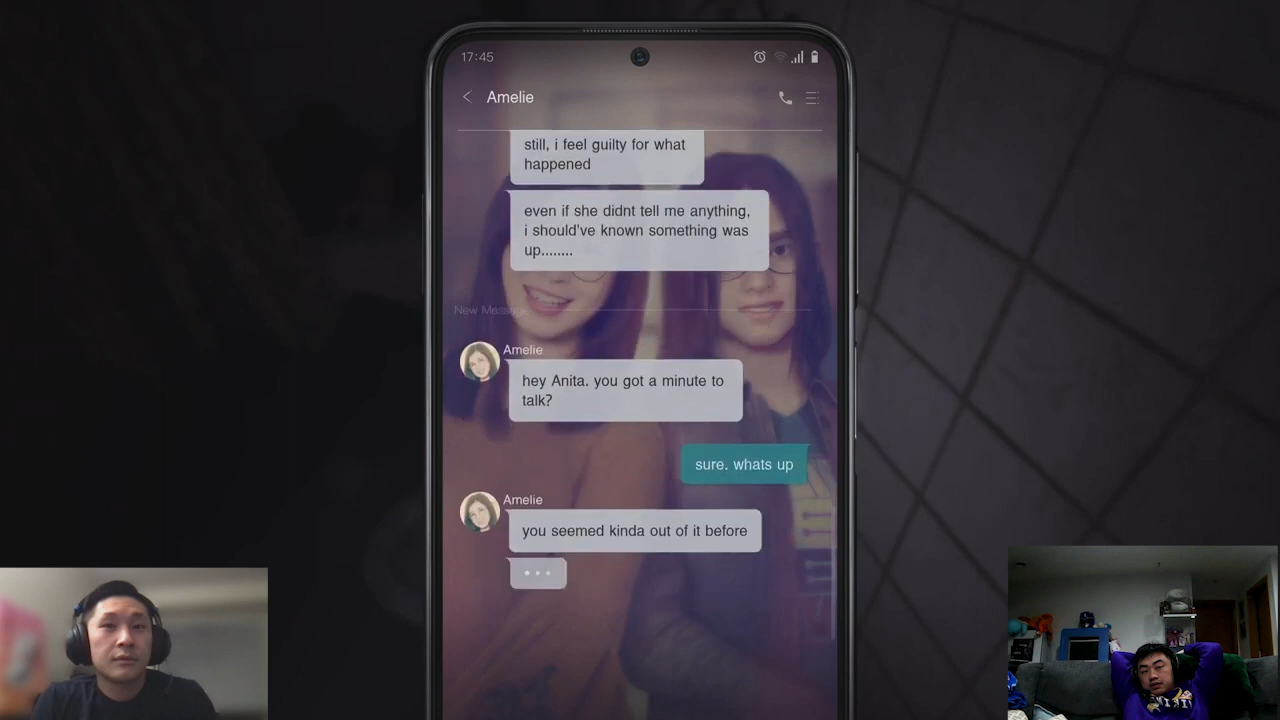 17:45
Amelie
still, i feel guilty for what
happened
even if she didnt tell me anything,
i should've known something was
up........
New Message
Amelie
hey Anita. you got a minute to
talk?
sure. whats up
Amelie
you seemed kinda out of it before